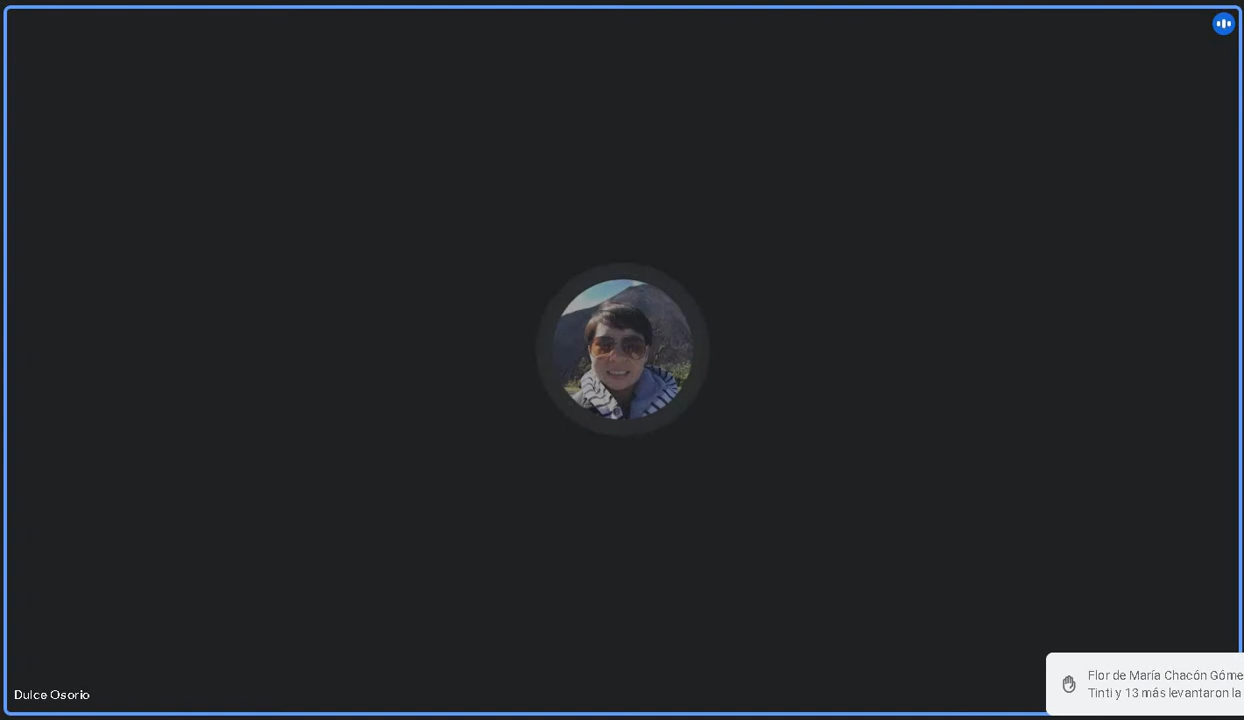 Dulce Osorio
Flor de María Chacón Góme
Tinti y 13 más levantaron la